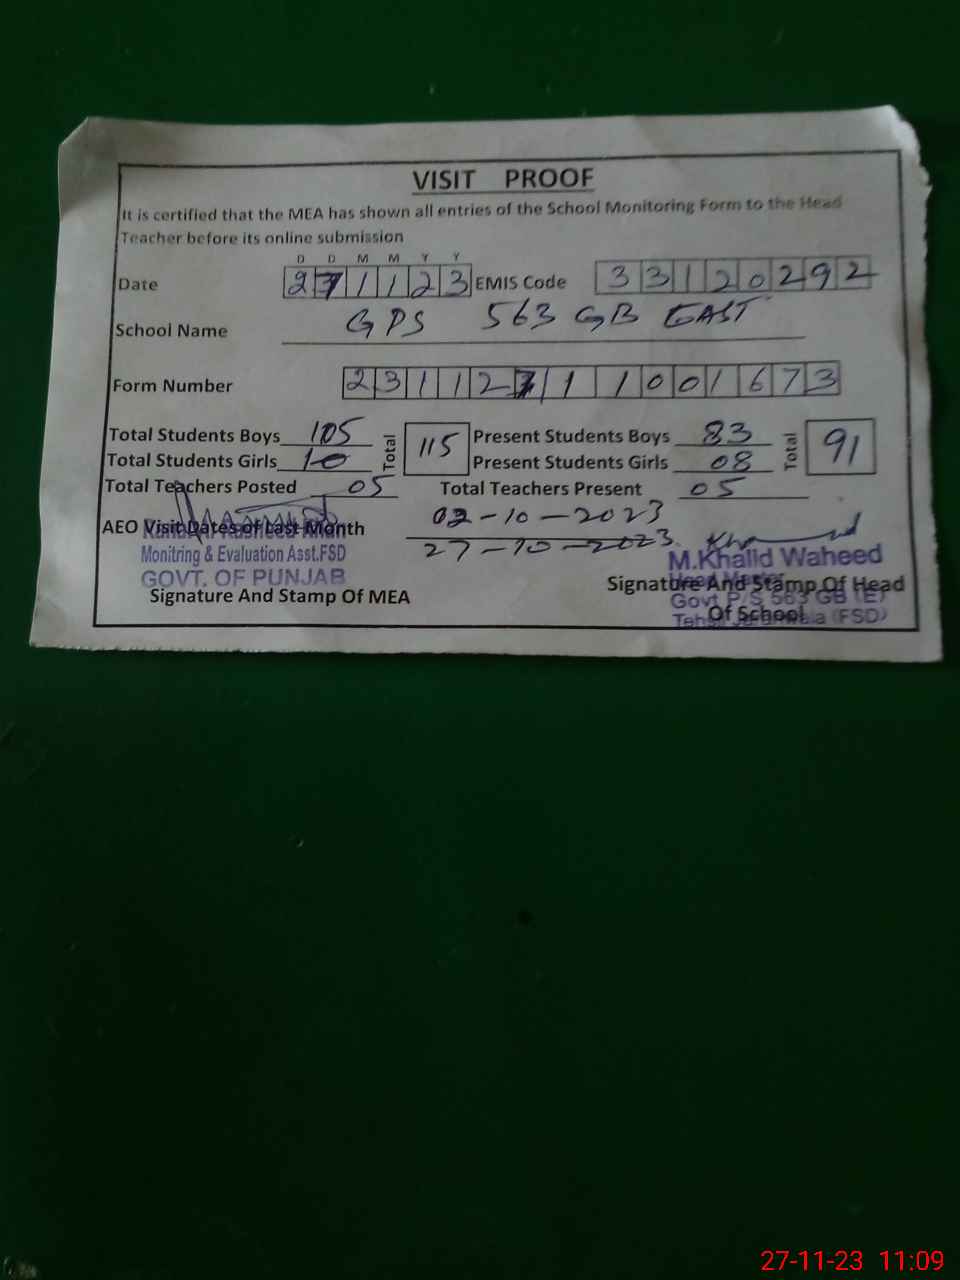 VISIT PROOF
It is certified that the MEA has shown all entries of the School Monitoring Form to the Head
Teacher before its online submission
D D M M Y Y
Date 271123 EMIS Code 33120292
School Name GPS 563 GB EAST
Form Number 23112711001673
Total Students Boys 105 Total 115 Present Students Boys 83 Total 91
Total Students Girls 10 Present Students Girls 08
Total Teachers Posted 05 Total Teachers Present 05
AEO Visit Dates of Last Month 02-10-2023
27-10-2023
Monitring & Evaluation Asst.FSD
GOVT. OF PUNJAB
Signature And Stamp Of MEA
M.Khalid Waheed
Head Master
Signature And Stamp Of Head
Govt P/S 563 GB (E)
Of School
(FSD)
27-11-23 11:09